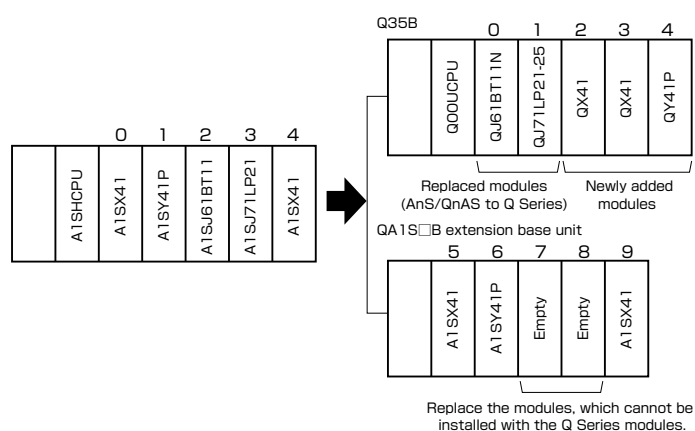 0 1 2 3 4
A1SHCPU
A1SX41
A1SY41P
A1SJ61BT11
A1SJ71LP21
A1SX41
Q35B
0 1 2 3 4
Q00UCPU
QJ61BT11N
QJ71LP21-25
QX41
QX41
QY41P
Replaced modules
(AnS/QnAS to Q Series)
Newly added
modules
QA1S□B extension base unit
5 6 7 8 9
A1SX41
A1SY41P
Empty
Empty
A1SX41
Replace the modules, which cannot be
installed with the Q Series modules.